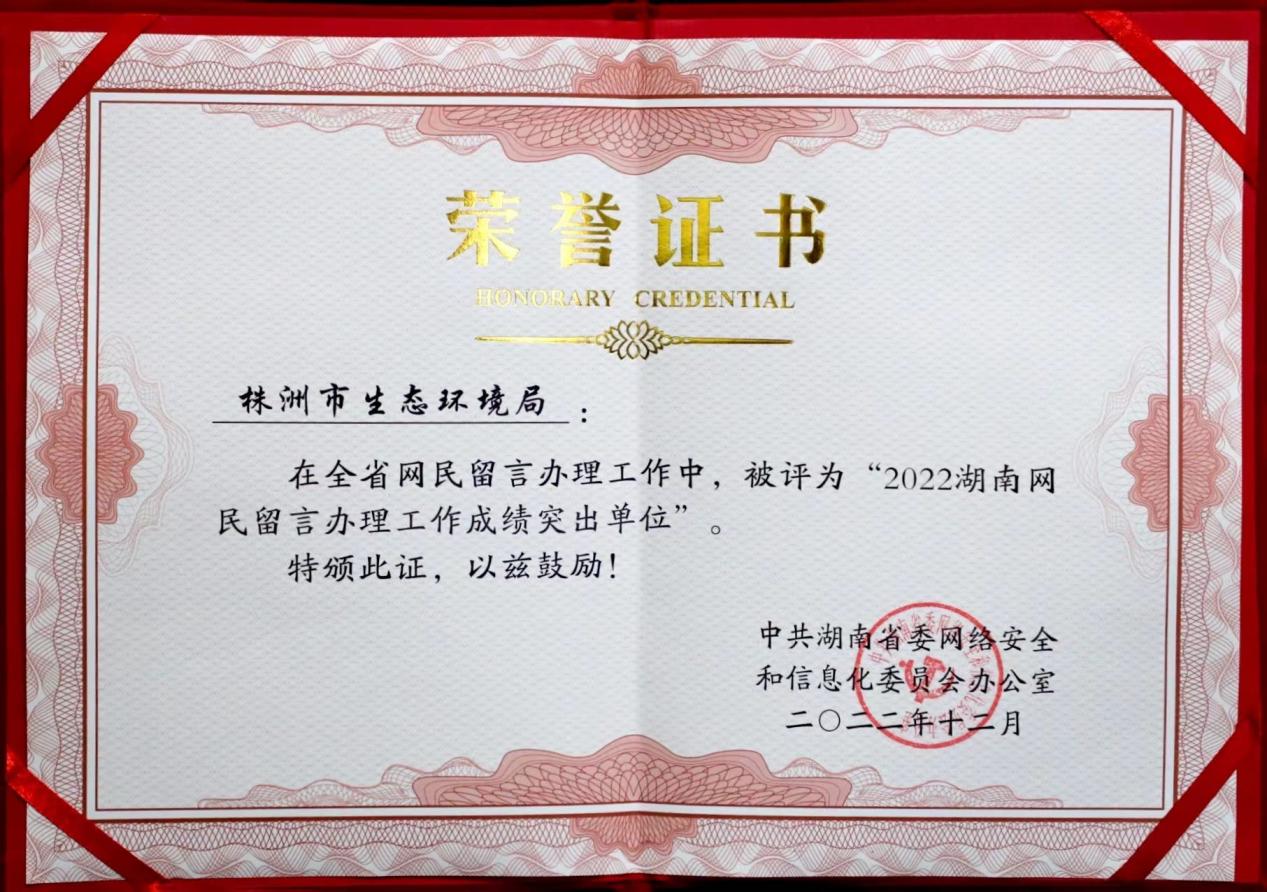 荣誉证书
HONORARY CREDENTIAL
株洲市生态环境局：
在全省网民留言办理工作中，被评为“2022湖南网
民留言办理工作成绩突出单位”。
特颁此证，以兹鼓励！
中共湖南省委网络安全
和信息化委员会办公室
二〇二二年十二月